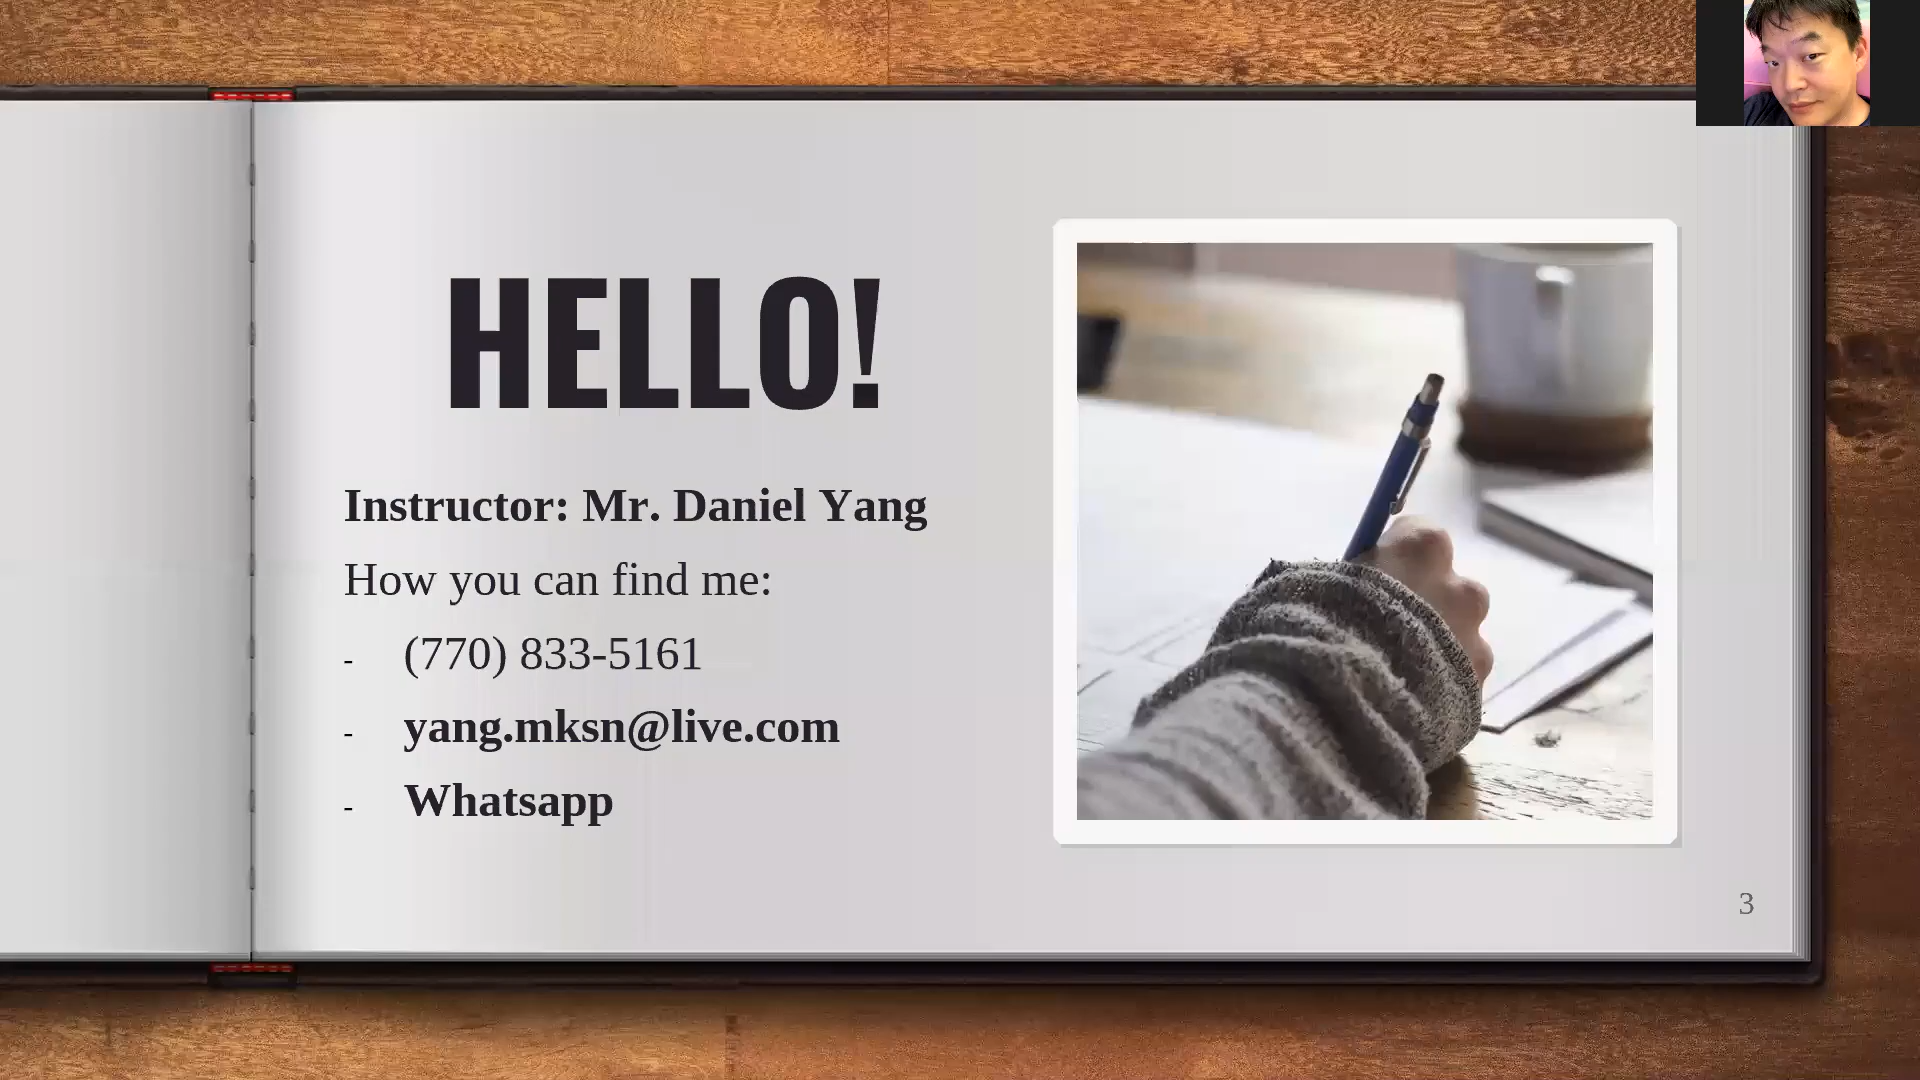 HELLO!
Instructor: Mr. Daniel Yang
How you can find me:
- (770) 833-5161
- yang.mksn@live.com
- Whatsapp
3